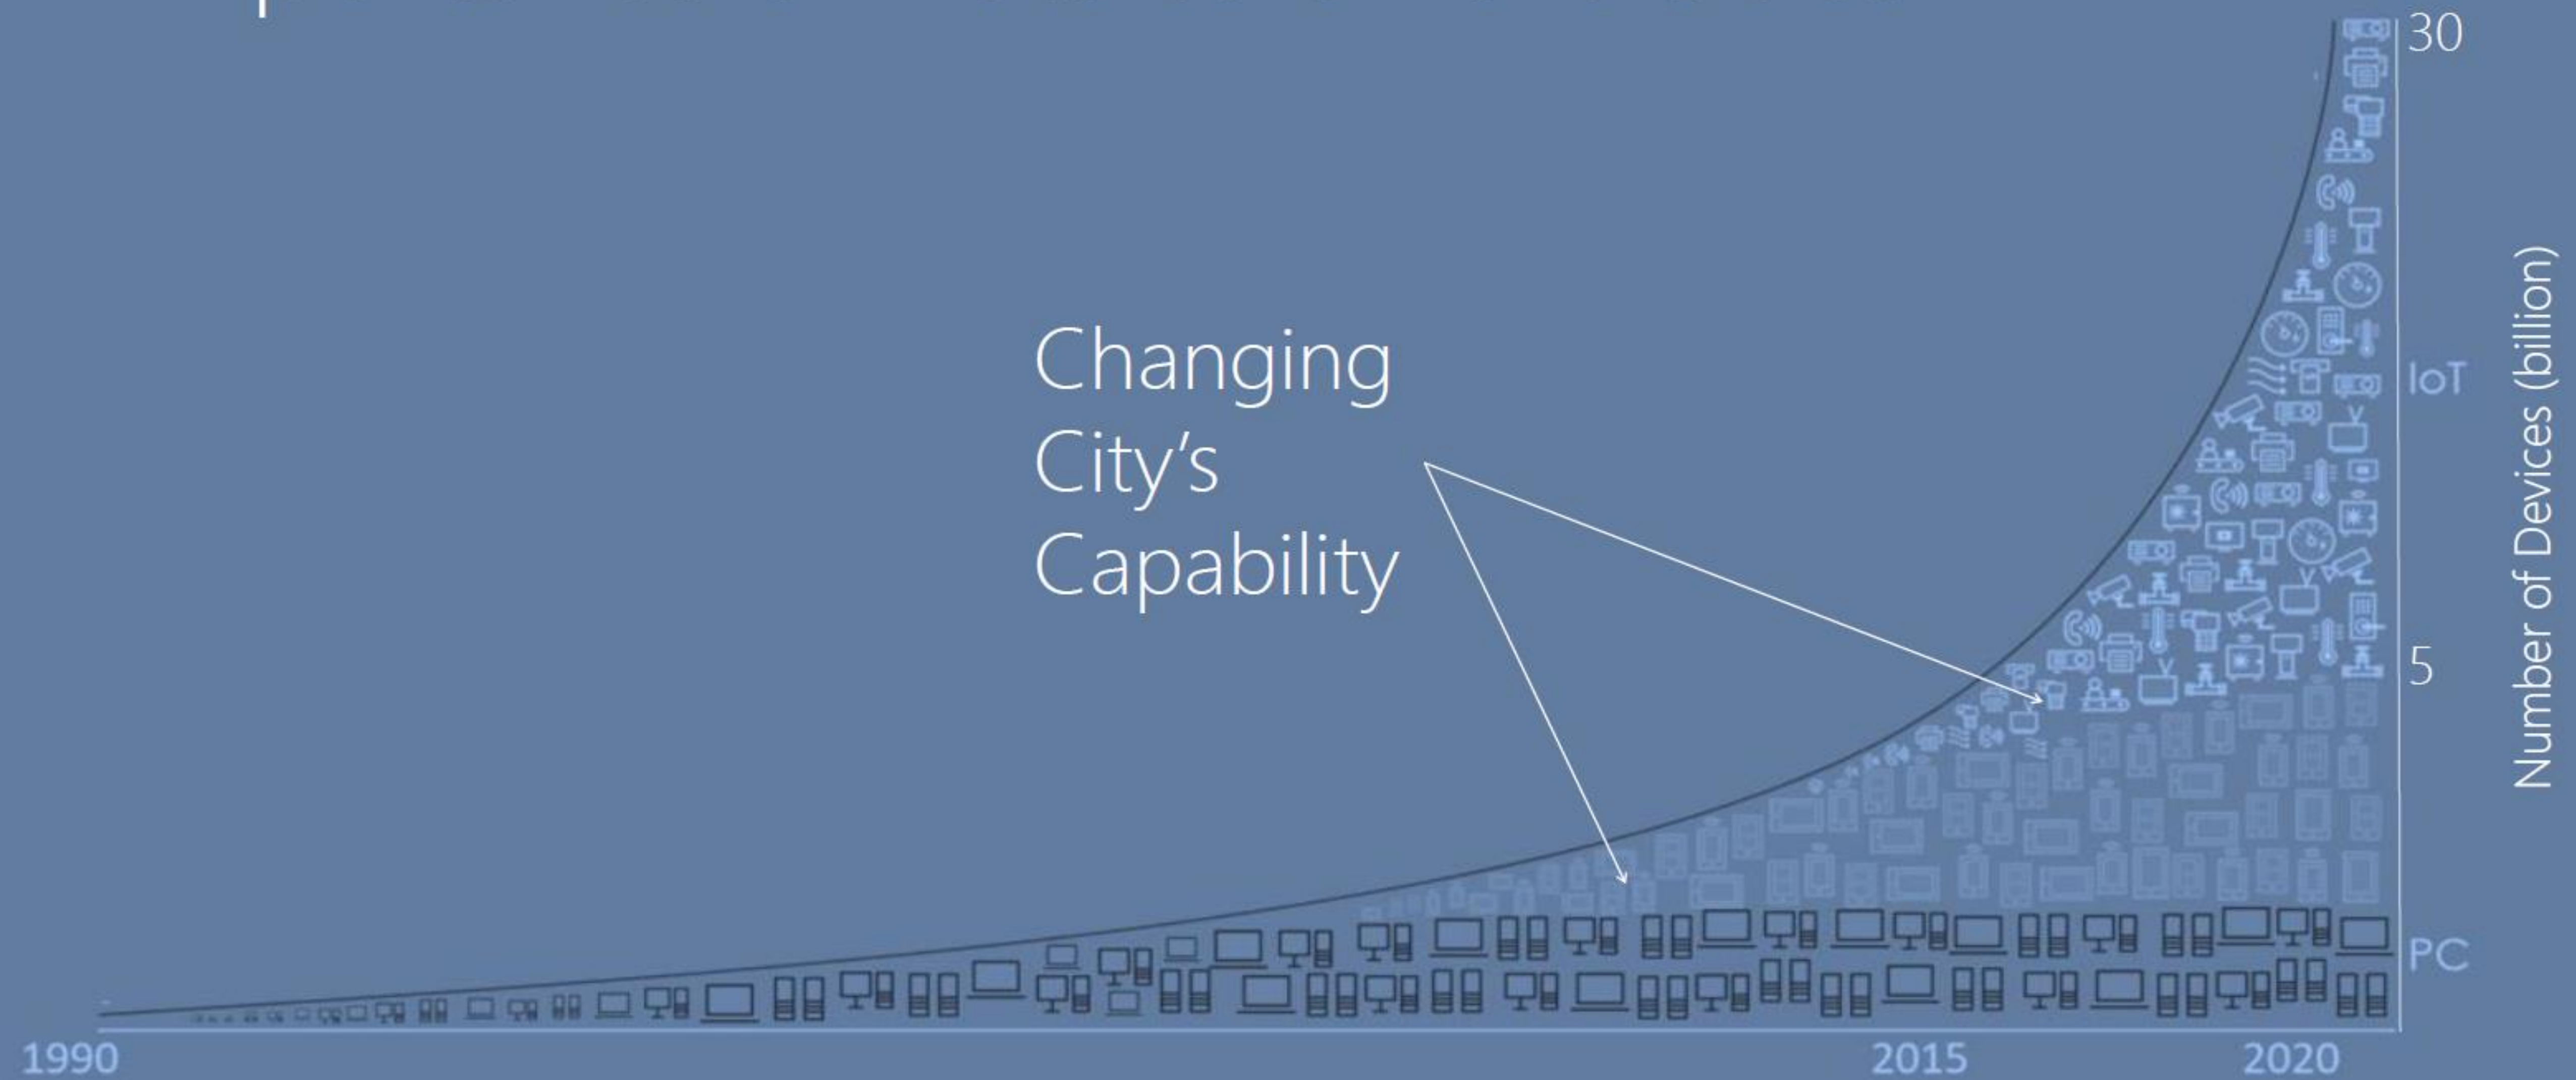 30
Changing
City's
Capability
IoT
Number of Devices (billion)
5
PC
1990
2015
2020